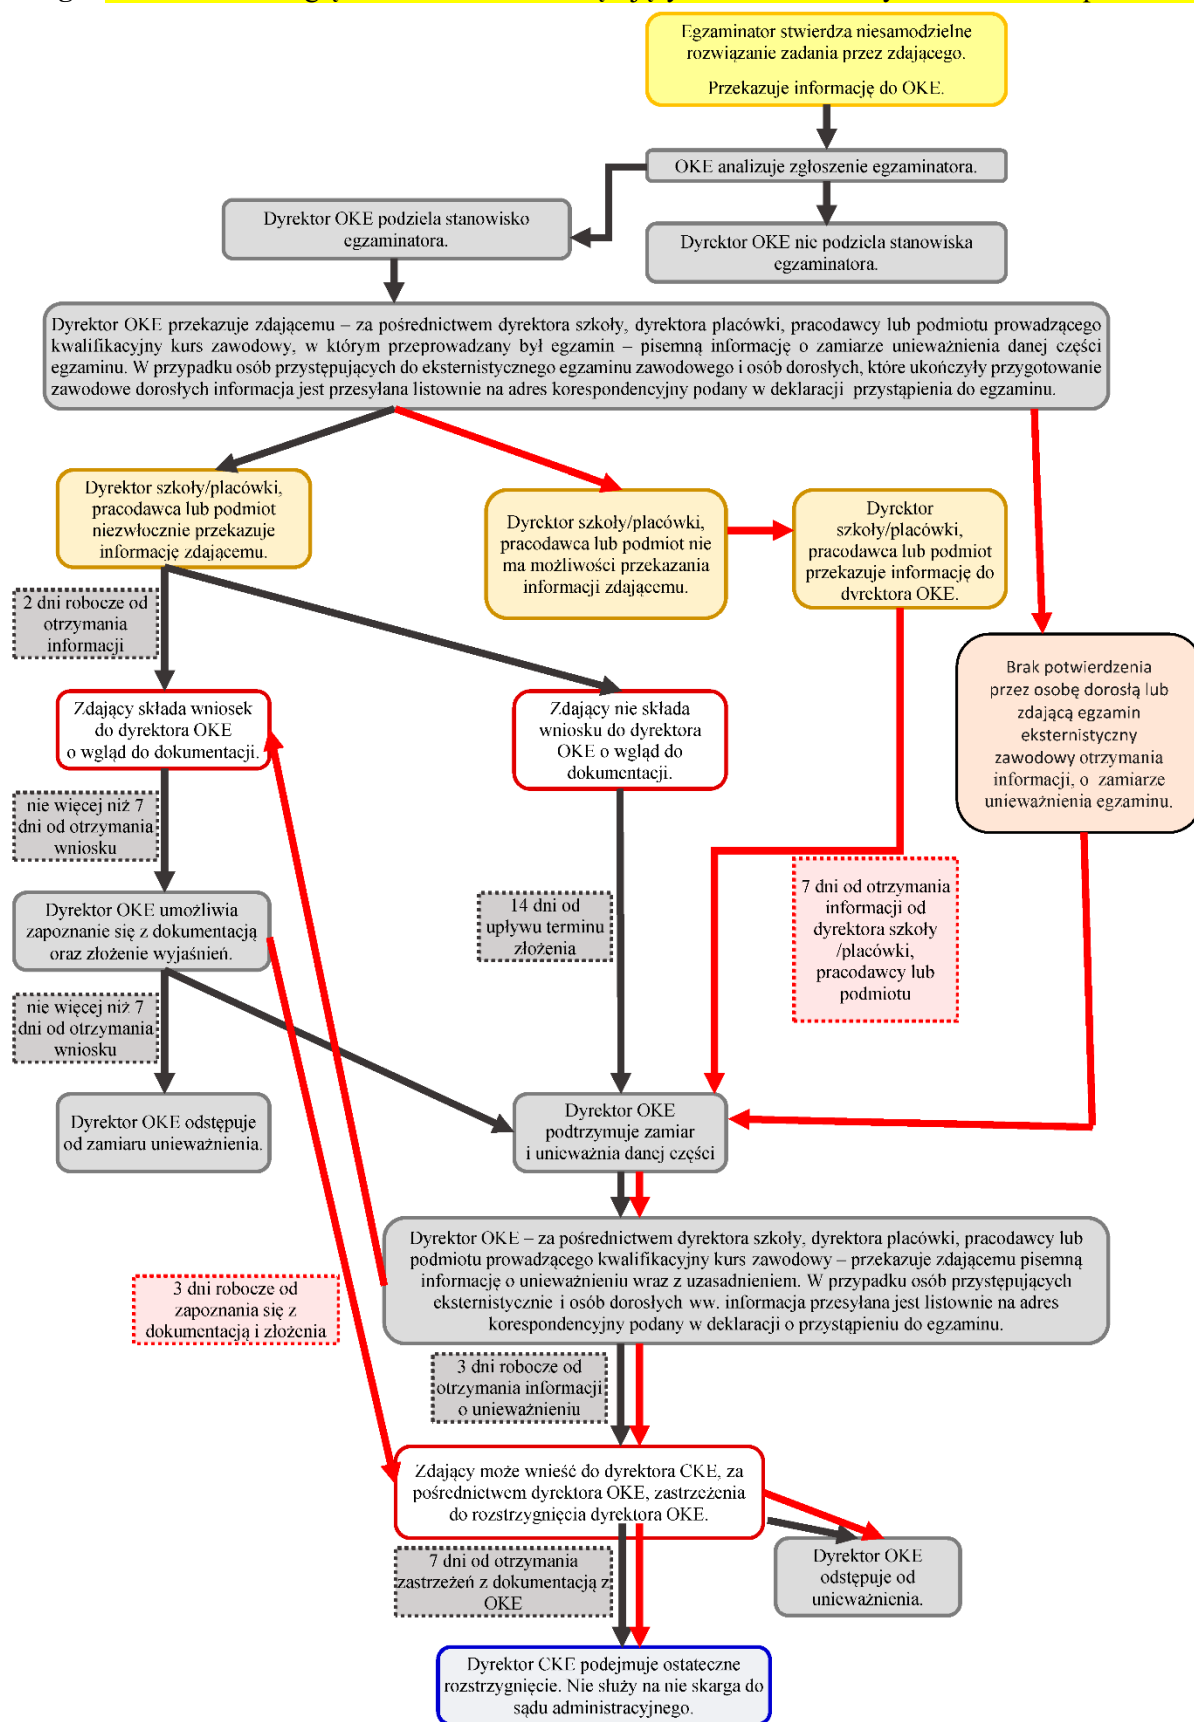 Egzaminator stwierdza niesamodzielne
rozwiązanie zadania przez zdającego.
Przekazuje informację do OKE.
OKE analizuje zgłoszenie egzaminatora.
Dyrektor OKE podziela stanowisko
egzaminatora.
Dyrektor OKE nie podziela stanowiska
egzaminatora.
Dyrektor OKE przekazuje zdającemu – za pośrednictwem dyrektora szkoły, dyrektora placówki, pracodawcy lub podmiotu prowadzącego
kwalifikacyjny kurs zawodowy, w którym przeprowadzany był egzamin – pisemną informację o zamiarze unieważnienia danej części
egzaminu. W przypadku osób przystępujących do eksternistycznego egzaminu zawodowego i osób dorosłych, które ukończyły przygotowanie
zawodowe dorosłych informacja jest przesyłana listownie na adres korespondencyjny podany w deklaracji przystąpienia do egzaminu.
Dyrektor szkoły/placówki,
pracodawca lub podmiot
niezwłocznie przekazuje
informację zdającemu.
Dyrektor szkoły/placówki,
pracodawca lub podmiot nie
ma możliwości przekazania
informacji zdającemu.
Dyrektor
szkoły/placówki,
pracodawca lub podmiot
przekazuje informację do
dyrektora OKE.
2 dni robocze od
otrzymania
informacji
Brak potwierdzenia
przez osobę dorosłą lub
zdającą egzamin
eksternistyczny
zawodowy otrzymania
informacji, o zamiarze
unieważnienia egzaminu.
Zdający składa wniosek
do dyrektora OKE
o wgląd do dokumentacji.
Zdający nie składa
wniosku do dyrektora
OKE o wgląd do
dokumentacji.
nie więcej niż 7
dni od otrzymania
wniosku
7 dni od otrzymania
informacji od
dyrektora szkoły
/placówki,
pracodawcy lub
podmiotu
Dyrektor OKE umożliwia
zapoznanie się z dokumentacją
oraz złożenie wyjaśnień.
14 dni od
upływu terminu
złożenia
nie więcej niż 7
dni od otrzymania
wniosku
Dyrektor OKE odstępuje
od zamiaru unieważnienia.
Dyrektor OKE
podtrzymuje zamiar
i unieważnia danej części
Dyrektor OKE – za pośrednictwem dyrektora szkoły, dyrektora placówki, pracodawcy lub
podmiotu prowadzącego kwalifikacyjny kurs zawodowy – przekazuje zdającemu pisemną
informację o unieważnieniu wraz z uzasadnieniem. W przypadku osób przystępujących
eksternistycznie i osób dorosłych ww. informacja przesyłana jest listownie na adres
korespondencyjny podany w deklaracji o przystąpieniu do egzaminu.
3 dni robocze od
zapoznania się z
dokumentacją i złożenia
3 dni robocze od
otrzymania informacji
o unieważnieniu
Zdający może wnieść do dyrektora CKE, za
pośrednictwem dyrektora OKE, zastrzeżenia
do rozstrzygnięcia dyrektora OKE.
7 dni od otrzymania
zastrzeżeń z dokumentacją z
OKE
Dyrektor OKE
odstępuje od
unieważnienia.
Dyrektor CKE podejmuje ostateczne
rozstrzygnięcie. Nie służy na nie skarga do
sądu administracyjnego.